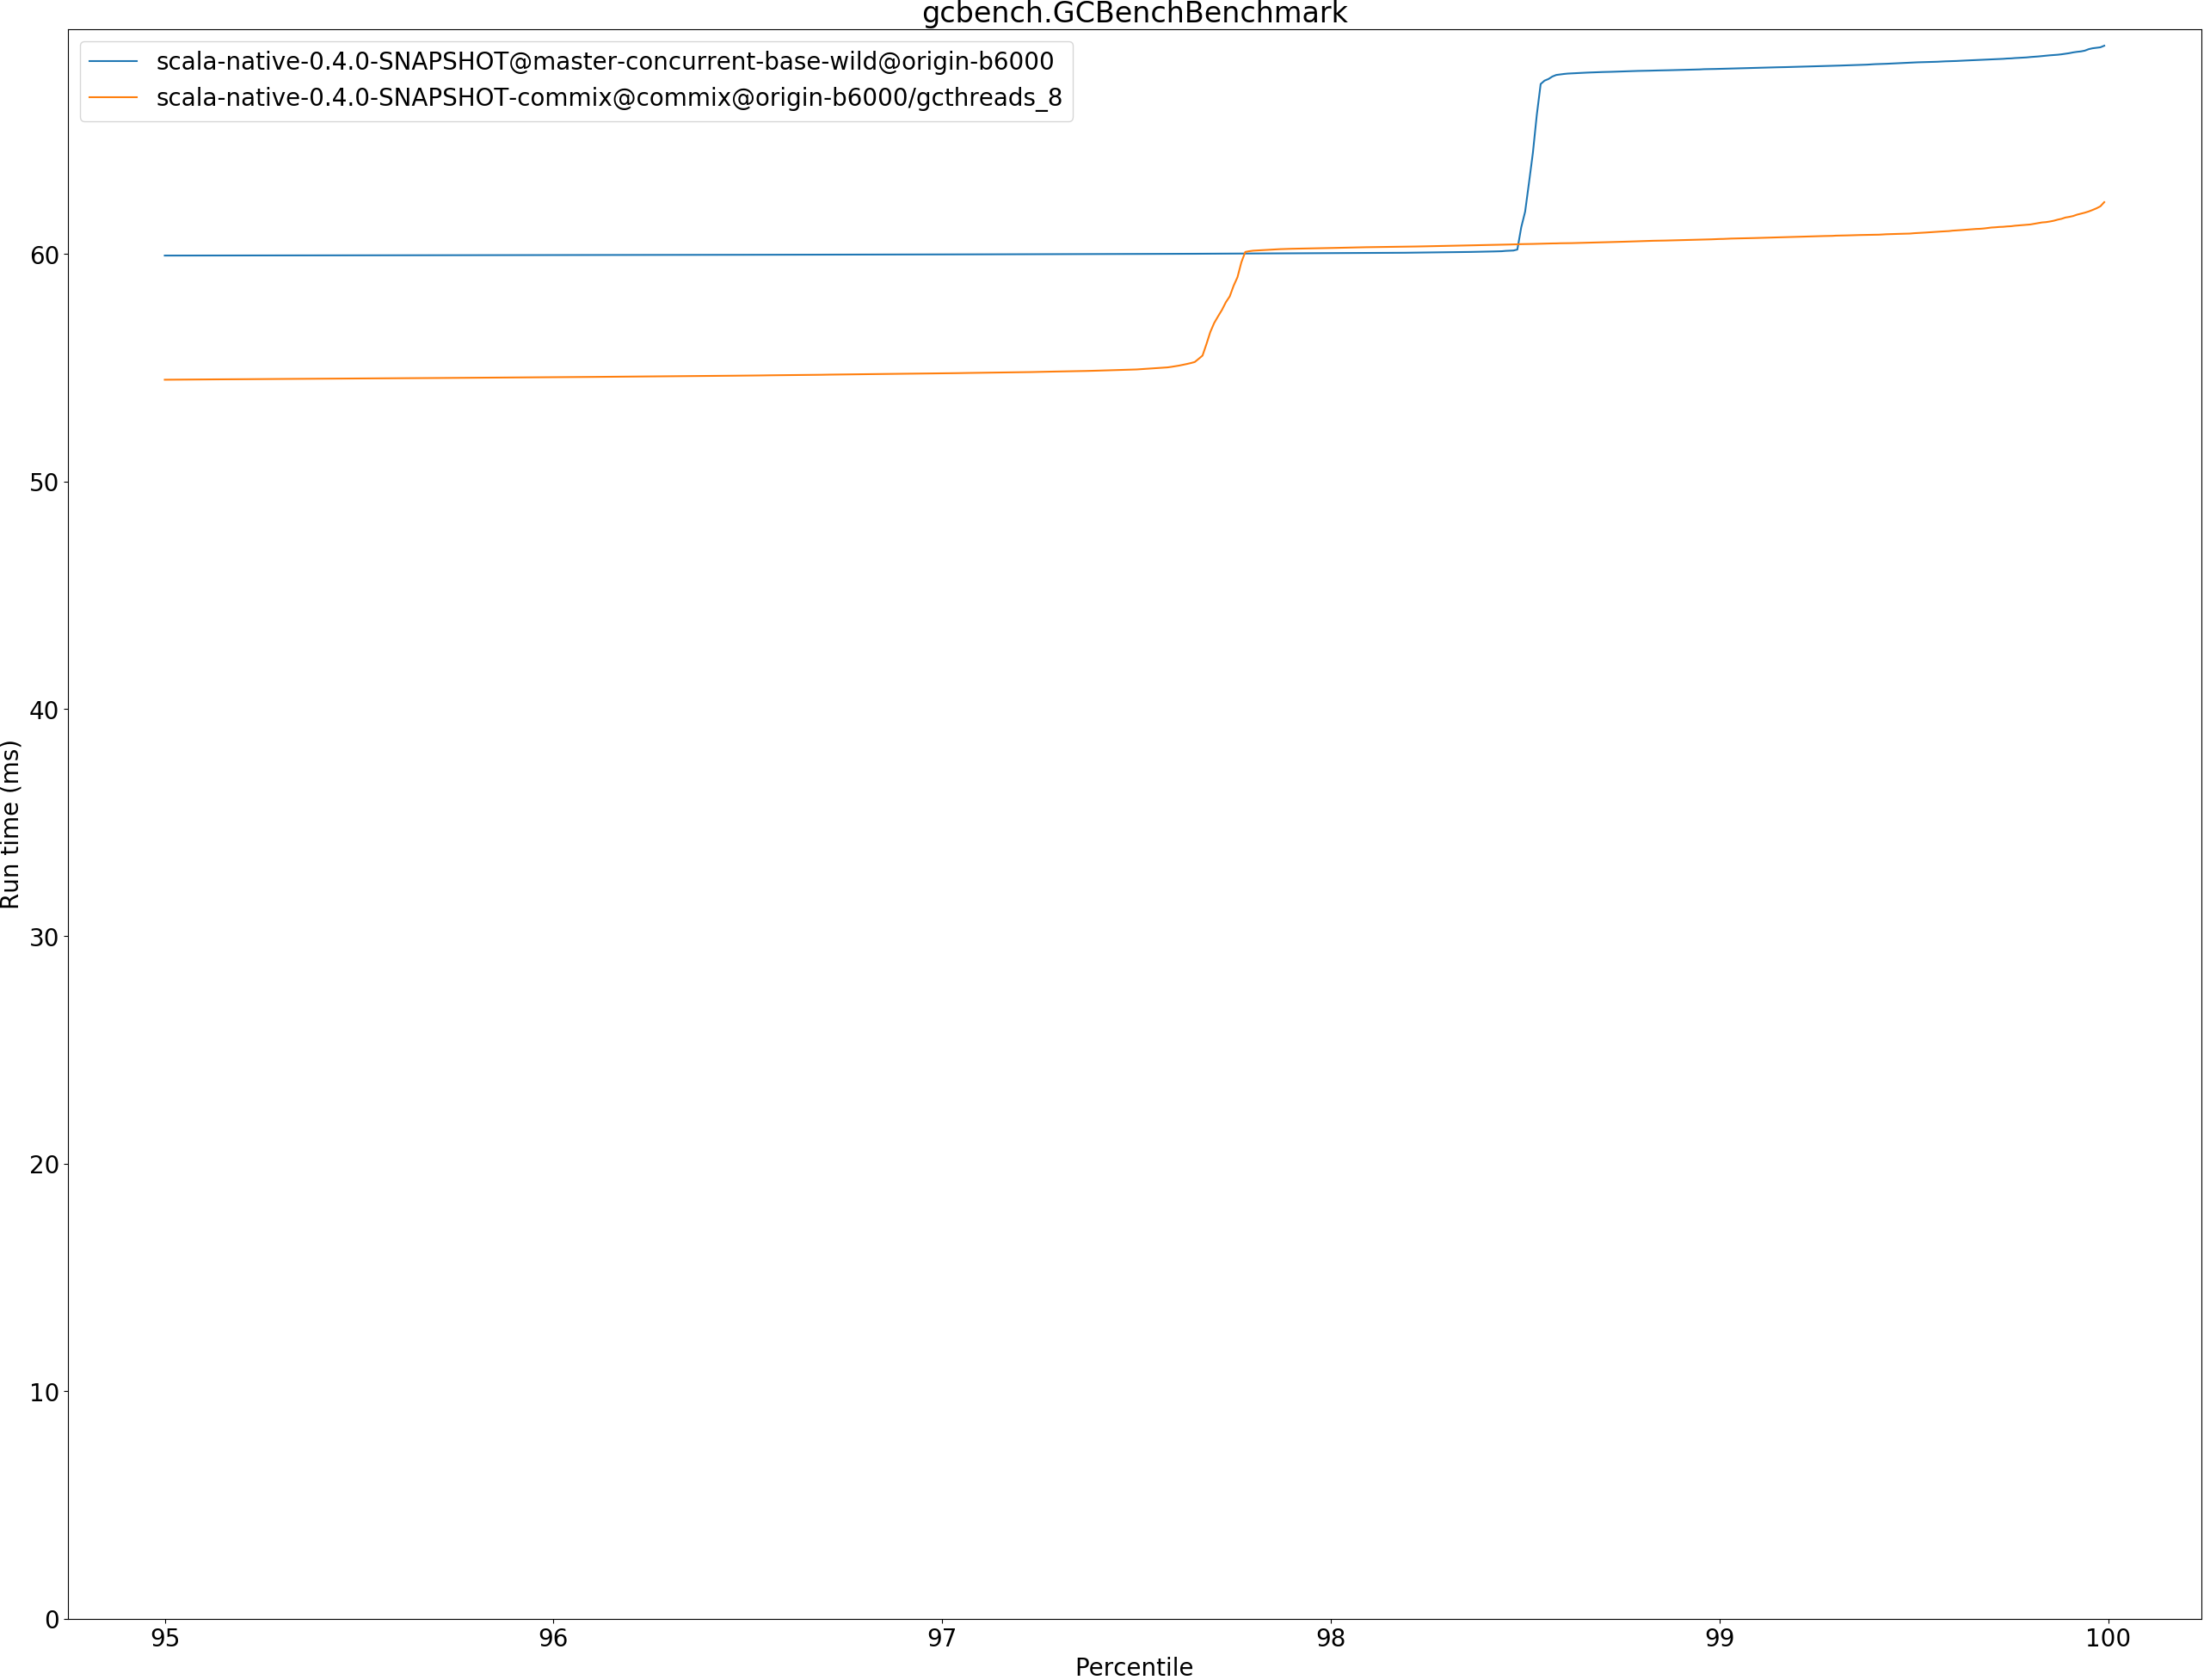 gcbench.GCBenchBenchmark
scala-native-0.4.0-SNAPSHOT@master-concurrent-base-wild@origin-b6000
scala-native-0.4.0-SNAPSHOT-commix@commix@origin-b6000/gcthreads_8
60
50
40
30
20
10
0
Run time (ms)
95 96 97 98 99 100
Percentile